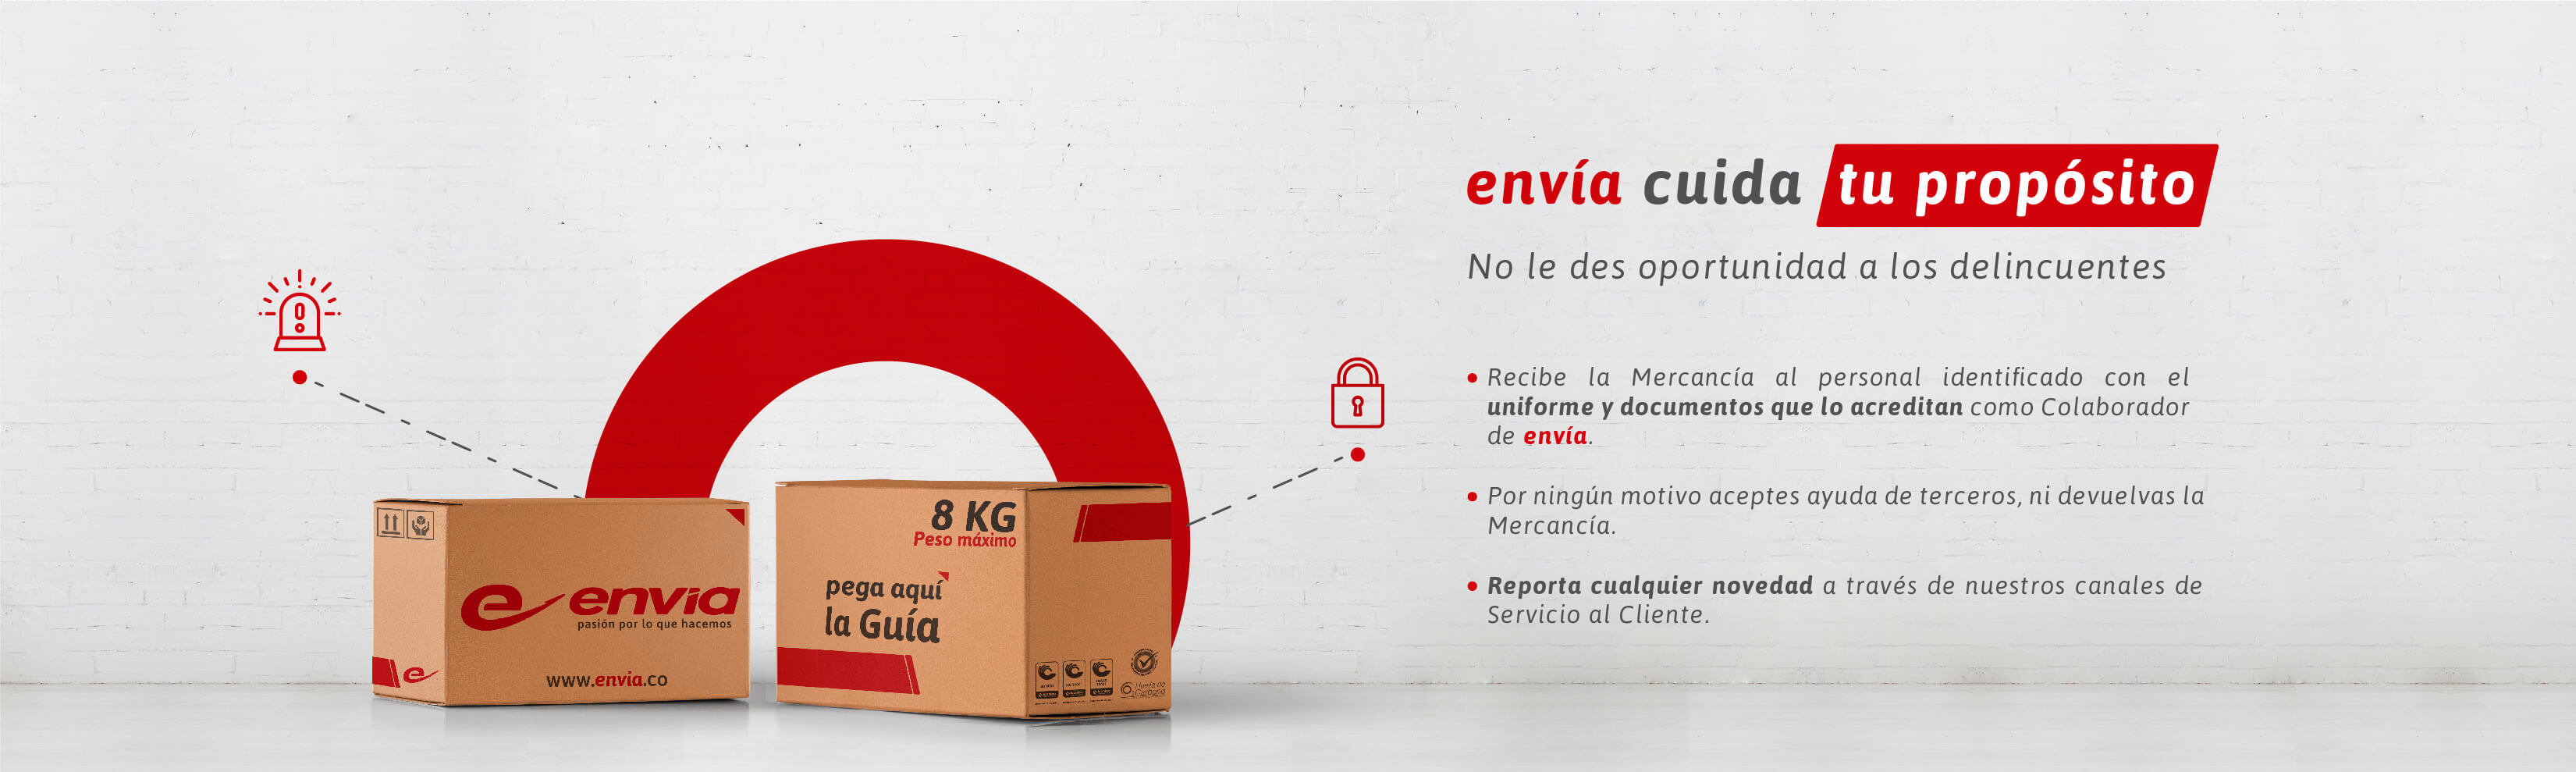 envía cuida tu propósito
No le des oportunidad a los delincuentes
• Recibe la Mercancía al personal identificado con el
uniforme y documentos que lo acreditan como Colaborador
de envía.
• Por ningún motivo aceptes ayuda de terceros, ni devuelvas la
Mercancía.
• Reporta cualquier novedad a través de nuestros canales de
Servicio al Cliente.
e envia
pasión por lo que hacemos
www.envia.co
e
8 KG
Peso máximo
pega aquí
la Guía
Huella de
Carbono